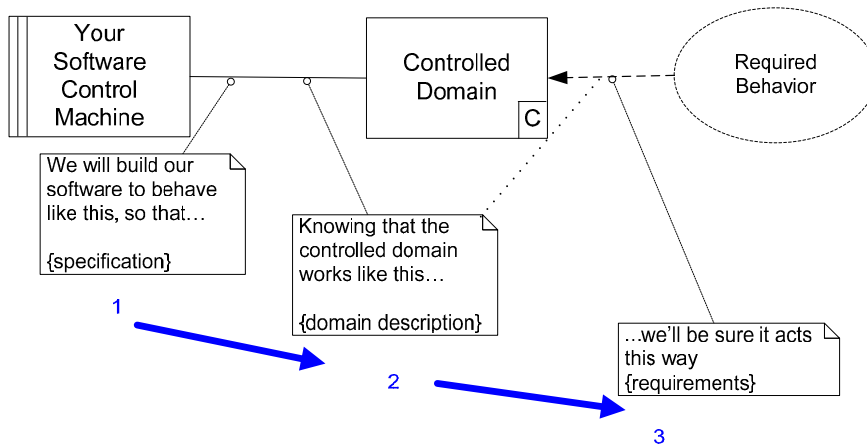 Your
Software
Control
Machine
Controlled
Domain
C
Required
Behavior
We will build our
software to behave
like this, so that…
{specification}
1
Knowing that the
controlled domain
works like this…
{domain description}
2
…we'll be sure it acts
this way
{requirements}
3